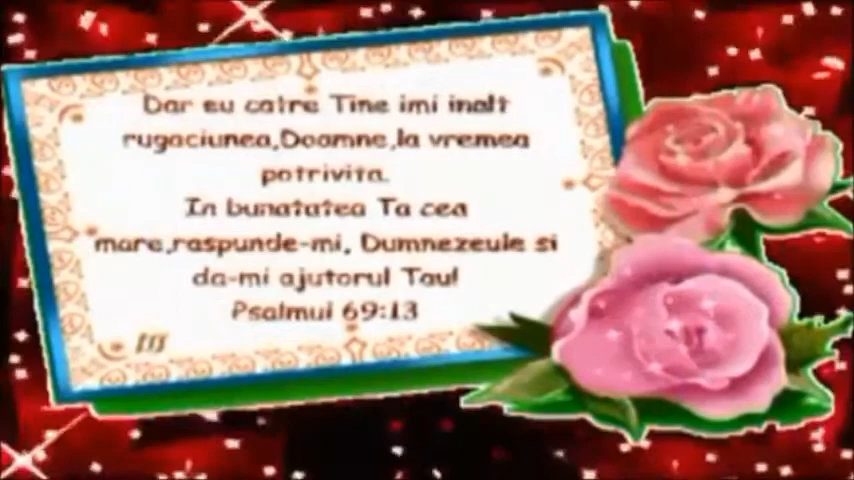 Dar eu catre Tine imi inalt
rugaciunea,Doamne,la vremea
potrivita.
In bunatatea Ta cea
mare,raspunde-mi, Dumnezeule si
da-mi ajutorul Tau!
Psalmul 69:13